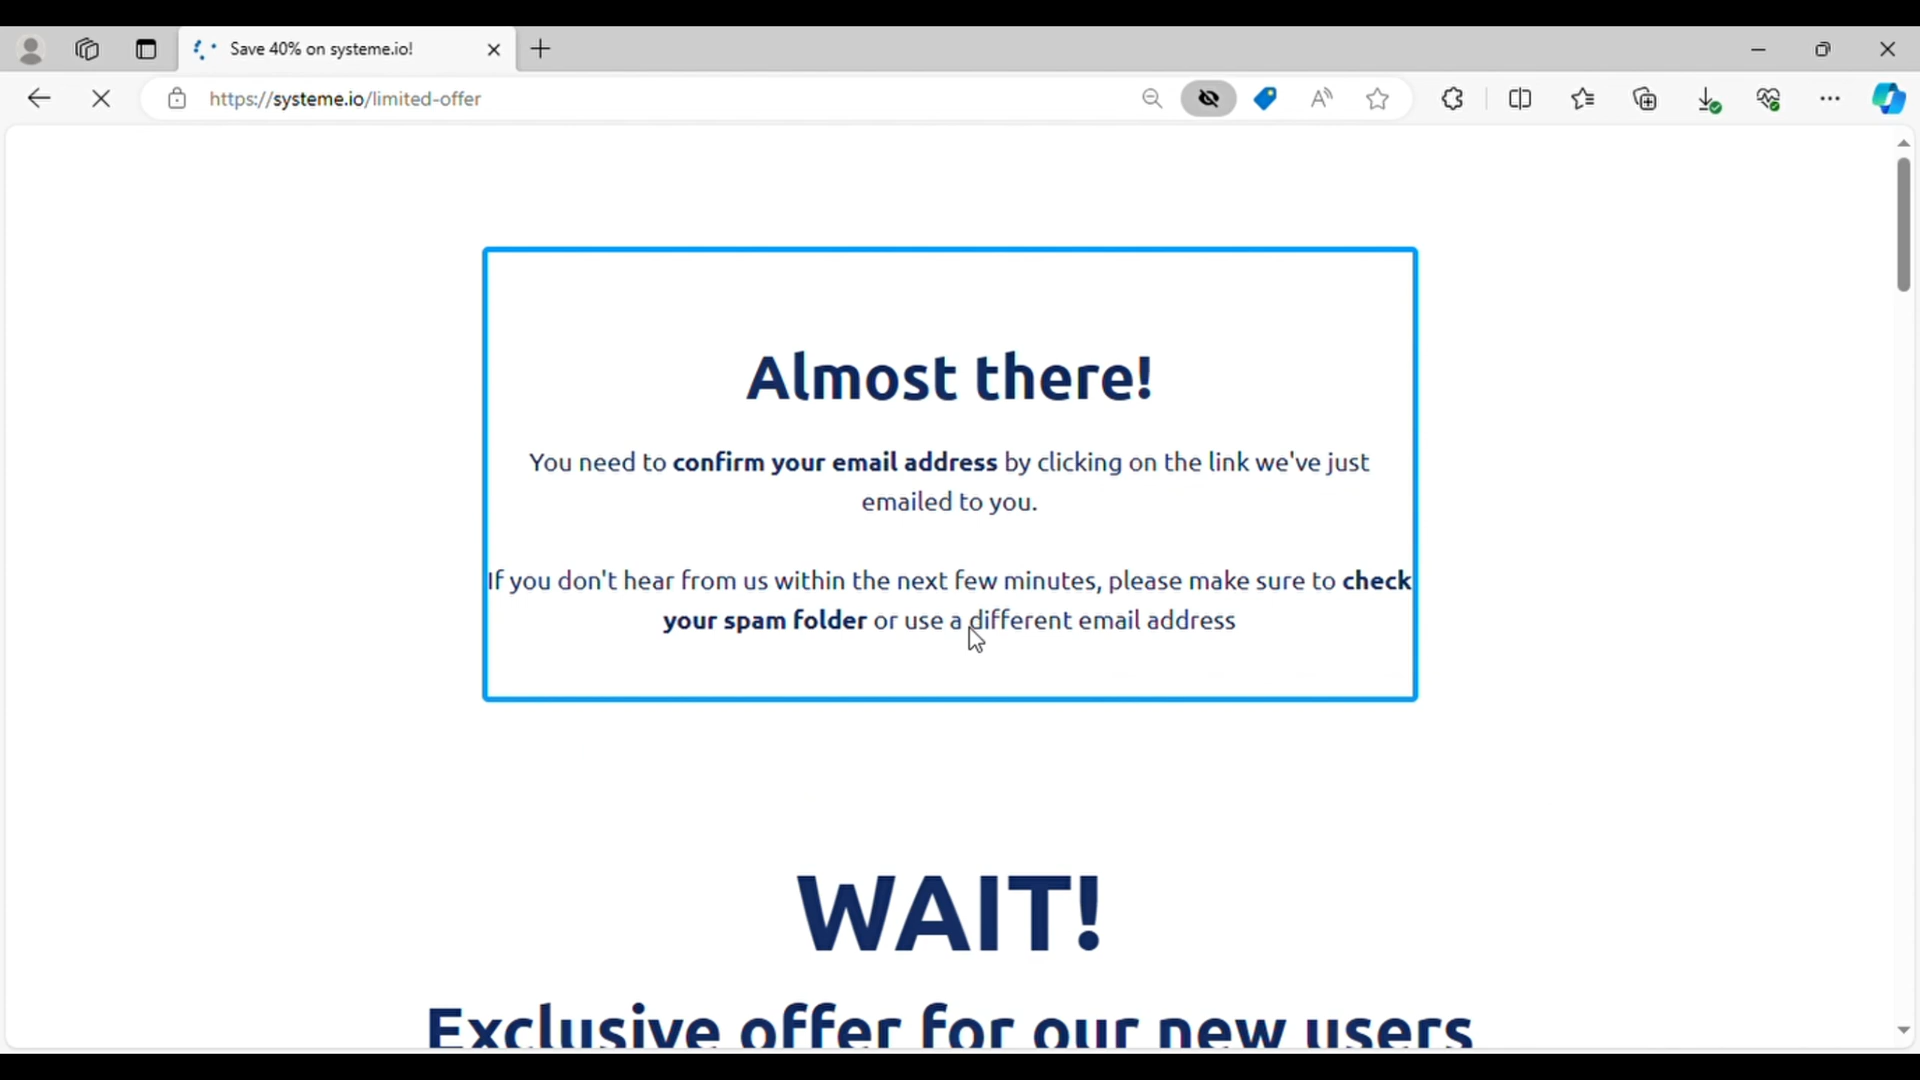 Save 40% on systeme.io!
https://systeme.io/limited-offer
Almost there!
You need to confirm your email address by clicking on the link we've just
emailed to you.
If you don't hear from us within the next few minutes, please make sure to check
your spam folder or use a different email address
WAIT!
Exclusive offer for our new users